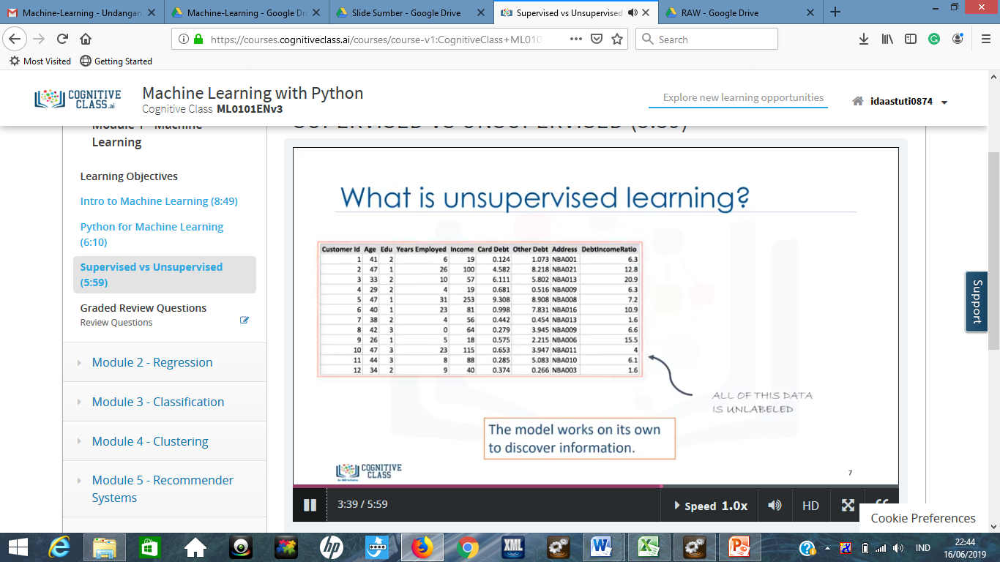 Machine-Learning - Undangan
Machine-Learning - Google Dri
Slide Sumber - Google Drive
Supervised vs Unsupervised
RAW - Google Drive
https://courses.cognitiveclass.ai/courses/course-v1:CognitiveClass+ML010
Search
Most Visited
Getting Started
COGNITIVE
CLASS.ai
Machine Learning with Python
Cognitive Class ML0101ENv3
Explore new learning opportunities
idaastuti0874
Module 1 - Machine
Learning
Learning Objectives
Intro to Machine Learning (8:49)
Python for Machine Learning
(6:10)
Supervised vs Unsupervised
(5:59)
Graded Review Questions
Review Questions
Module 2 - Regression
Module 3 - Classification
Module 4 - Clustering
Module 5 - Recommender
Systems
SUPERVISED VS UNSUPERVISED (5:59)
What is unsupervised learning?
Customer Id Age Edu Years Employed Income Card Debt Other Debt Address DebtIncomeRatio
1 41 2 6 19 0.124 1.073 NBA001 6.3
2 47 1 26 100 4.582 8.218 NBA021 12.8
3 33 2 10 57 6.111 5.802 NBA013 20.9
4 29 2 4 19 0.681 0.516 NBA009 6.3
5 47 1 31 253 9.308 8.908 NBA008 7.2
6 40 1 23 81 0.998 7.831 NBA016 10.9
7 38 2 4 56 0.442 0.454 NBA013 1.6
8 42 3 0 64 0.279 3.945 NBA009 6.6
9 26 1 5 18 0.575 2.215 NBA006 15.5
10 47 3 23 115 0.653 3.947 NBA011 4
11 44 3 8 88 0.285 5.083 NBA010 6.1
12 34 2 9 40 0.374 0.266 NBA003 1.6
ALL OF THIS DATA
IS UNLABELED
The model works on its own
to discover information.
COGNITIVE
CLASS
7
3:39 / 5:59
Speed 1.0x
HD
Support
Cookie Preferences
hp
XML
IND
22:44
16/06/2019